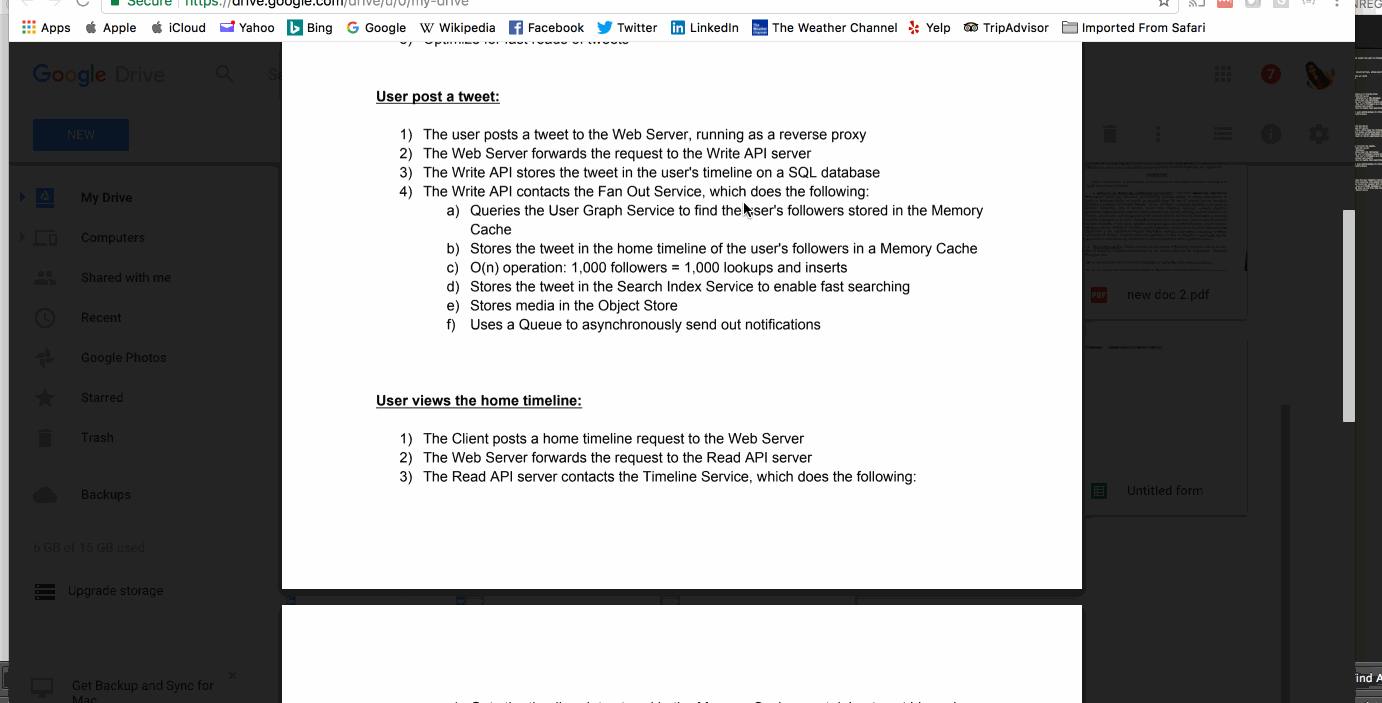 Secure https://drive.google.com/drive/u/0/my-drive
Apps Apple iCloud Yahoo Bing Google Wikipedia Facebook Twitter LinkedIn The Weather Channel Yelp TripAdvisor Imported From Safari
Google Drive
7
NEW
My Drive
Computers
Shared with me
Recent
Google Photos
Starred
Trash
Backups
6 GB of 15 GB used
Upgrade storage
Get Backup and Sync for
Mac
Optimize for fast reads of tweets
User post a tweet:
1) The user posts a tweet to the Web Server, running as a reverse proxy
2) The Web Server forwards the request to the Write API server
3) The Write API stores the tweet in the user's timeline on a SQL database
4) The Write API contacts the Fan Out Service, which does the following:
a) Queries the User Graph Service to find the user's followers stored in the Memory
Cache
b) Stores the tweet in the home timeline of the user's followers in a Memory Cache
c) O(n) operation: 1,000 followers = 1,000 lookups and inserts
d) Stores the tweet in the Search Index Service to enable fast searching
e) Stores media in the Object Store
f) Uses a Queue to asynchronously send out notifications
User views the home timeline:
1) The Client posts a home timeline request to the Web Server
2) The Web Server forwards the request to the Read API server
3) The Read API server contacts the Timeline Service, which does the following:
PDF new doc 2.pdf
Untitled form